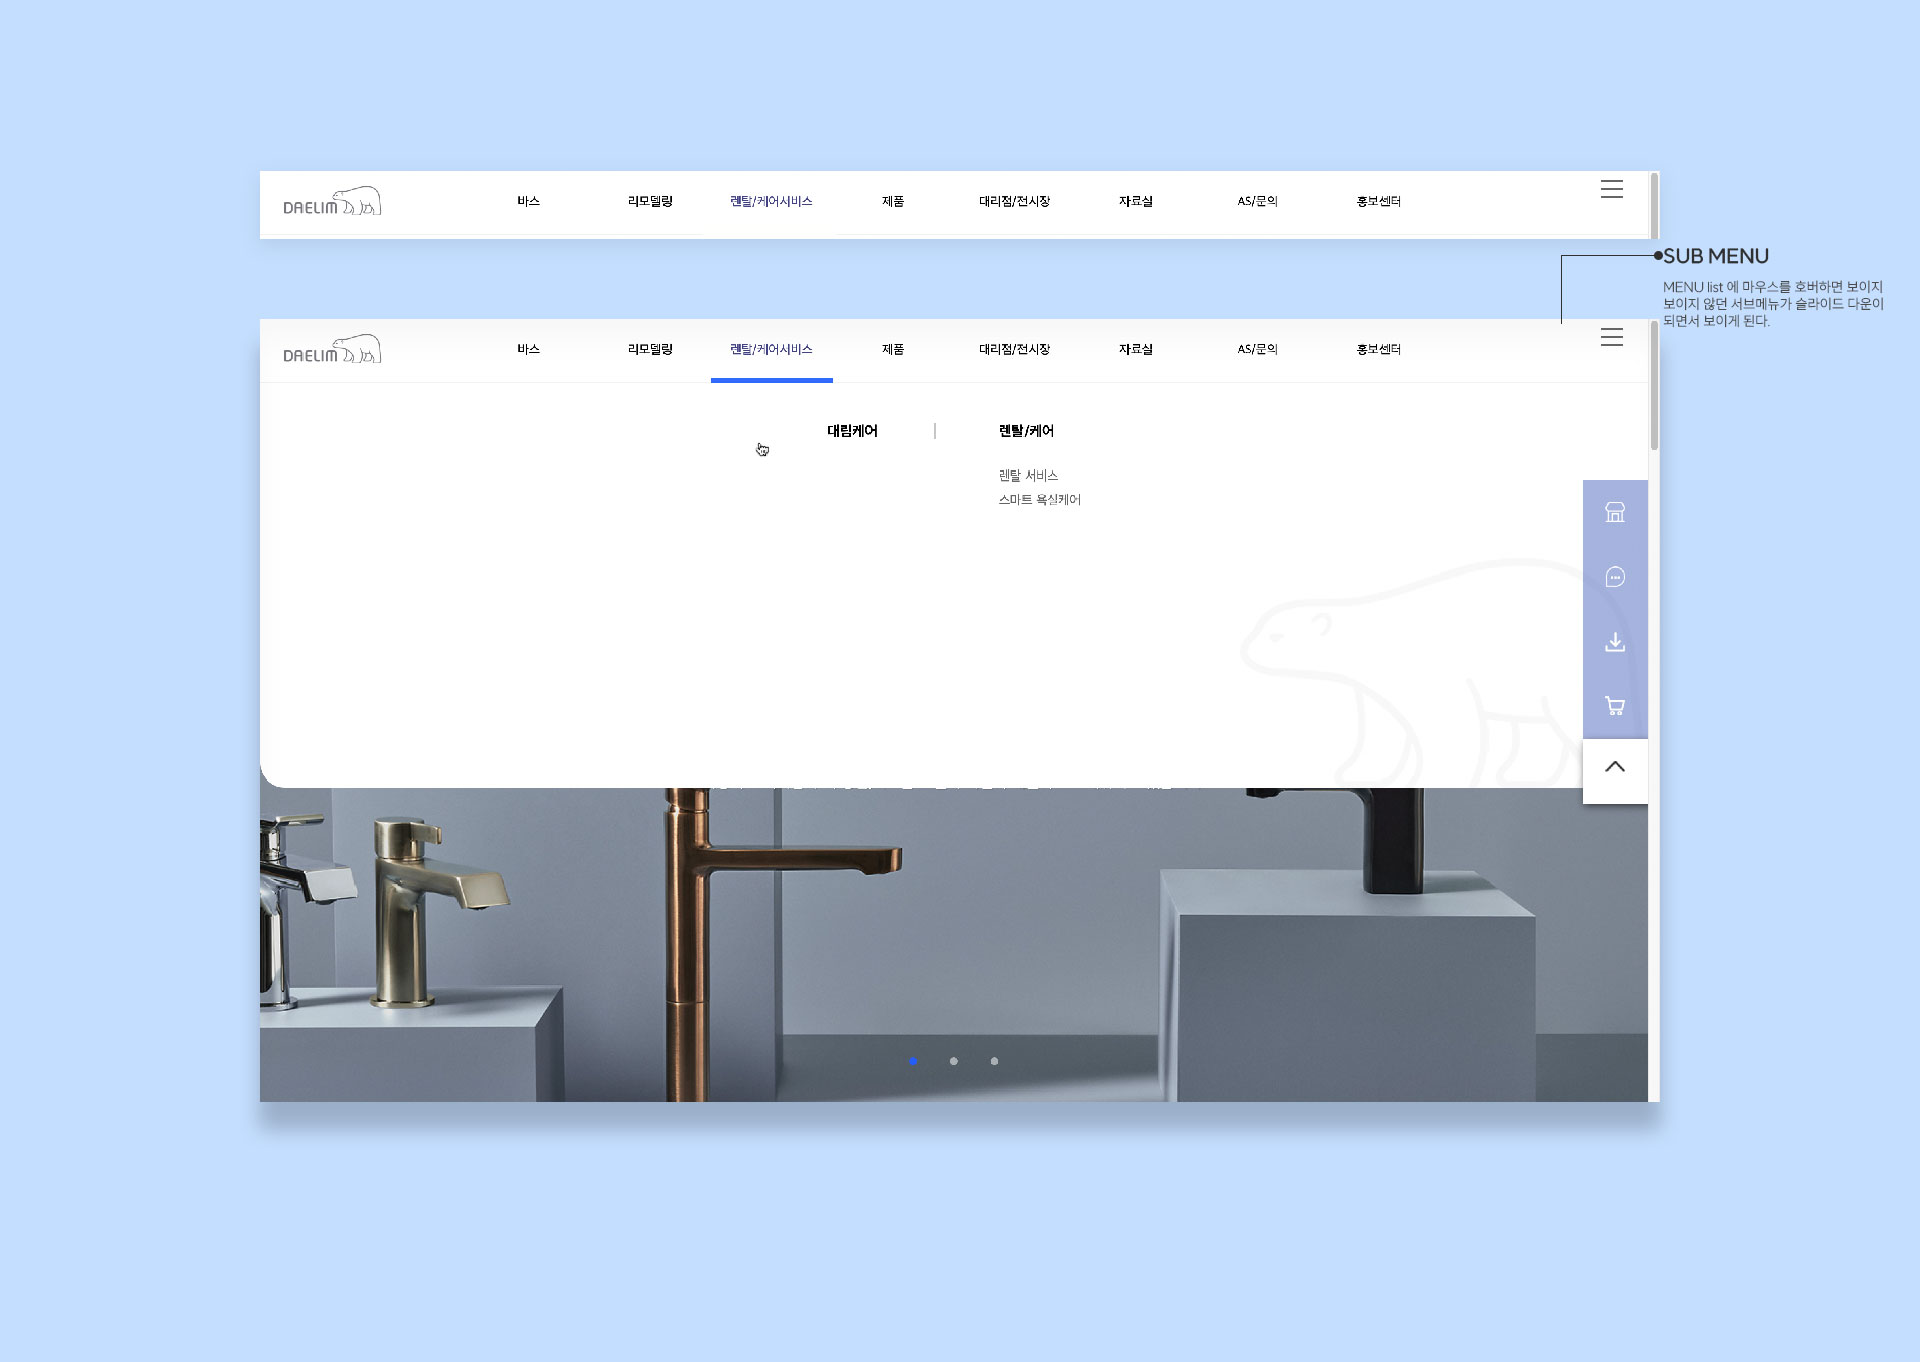 DAELIM 바스 리모델링 렌탈/케어서비스 제품 대리점/전시장 자료실 AS/문의 홍보센터
SUB MENU
MENU list 에 마우스를 호버하면 보이지
보이지 않던 서브메뉴가 슬라이드 다운이
되면서 보이게 된다.
DAELIM 바스 리모델링 렌탈/케어서비스 제품 대리점/전시장 자료실 AS/문의 홍보센터
대림케어 렌탈/케어
렌탈 서비스
스마트 욕실케어